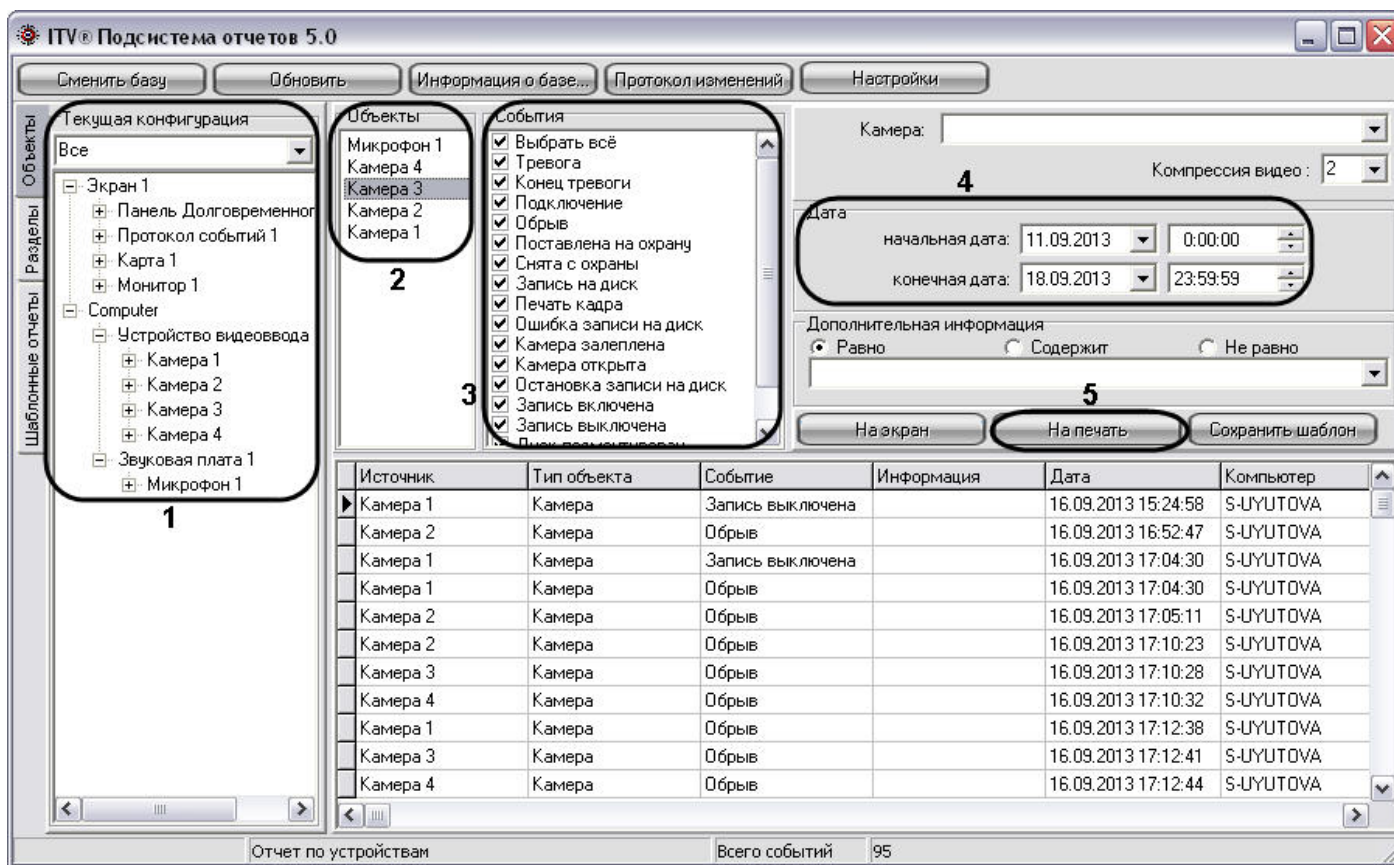 ITV® Подсистема отчетов 5.0
Сменить базу
Обновить
Информация о базе...
Протокол изменений
Настройки
Объекты
Разделы
Шаблонные отчеты
Текущая конфигурация
Все
Экран 1
Панель Долговременног
Протокол событий 1
Карта 1
Монитор 1
Computer
Устройство видеоввода
Камера 1
Камера 2
Камера 3
Камера 4
Звуковая плата 1
Микрофон 1
1
Объекты
Микрофон 1
Камера 4
Камера 3
Камера 2
Камера 1
2
События
Выбрать всё
Тревога
Конец тревоги
Подключение
Обрыв
Поставлена на охрану
Снята с охраны
Запись на диск
Печать кадра
Ошибка записи на диск
Камера залеплена
Камера открыта
Остановка записи на диск
Запись включена
Запись выключена
3
Камера:
Компрессия видео : 2
4
Дата
начальная дата: 11.09.2013 0:00:00
конечная дата: 18.09.2013 23:59:59
Дополнительная информация
Равно Содержит Не равно
5
На экран На печать Сохранить шаблон
Источник Тип объекта Событие Информация Дата Компьютер
Камера 1 Камера Запись выключена 16.09.2013 15:24:58 S-UYUTOVA
Камера 2 Камера Обрыв 16.09.2013 16:52:47 S-UYUTOVA
Камера 1 Камера Запись выключена 16.09.2013 17:04:30 S-UYUTOVA
Камера 1 Камера Обрыв 16.09.2013 17:04:30 S-UYUTOVA
Камера 2 Камера Обрыв 16.09.2013 17:05:11 S-UYUTOVA
Камера 2 Камера Обрыв 16.09.2013 17:10:23 S-UYUTOVA
Камера 3 Камера Обрыв 16.09.2013 17:10:28 S-UYUTOVA
Камера 4 Камера Обрыв 16.09.2013 17:10:32 S-UYUTOVA
Камера 1 Камера Обрыв 16.09.2013 17:12:38 S-UYUTOVA
Камера 3 Камера Обрыв 16.09.2013 17:12:41 S-UYUTOVA
Камера 4 Камера Обрыв 16.09.2013 17:12:44 S-UYUTOVA
Отчет по устройствам Всего событий 95